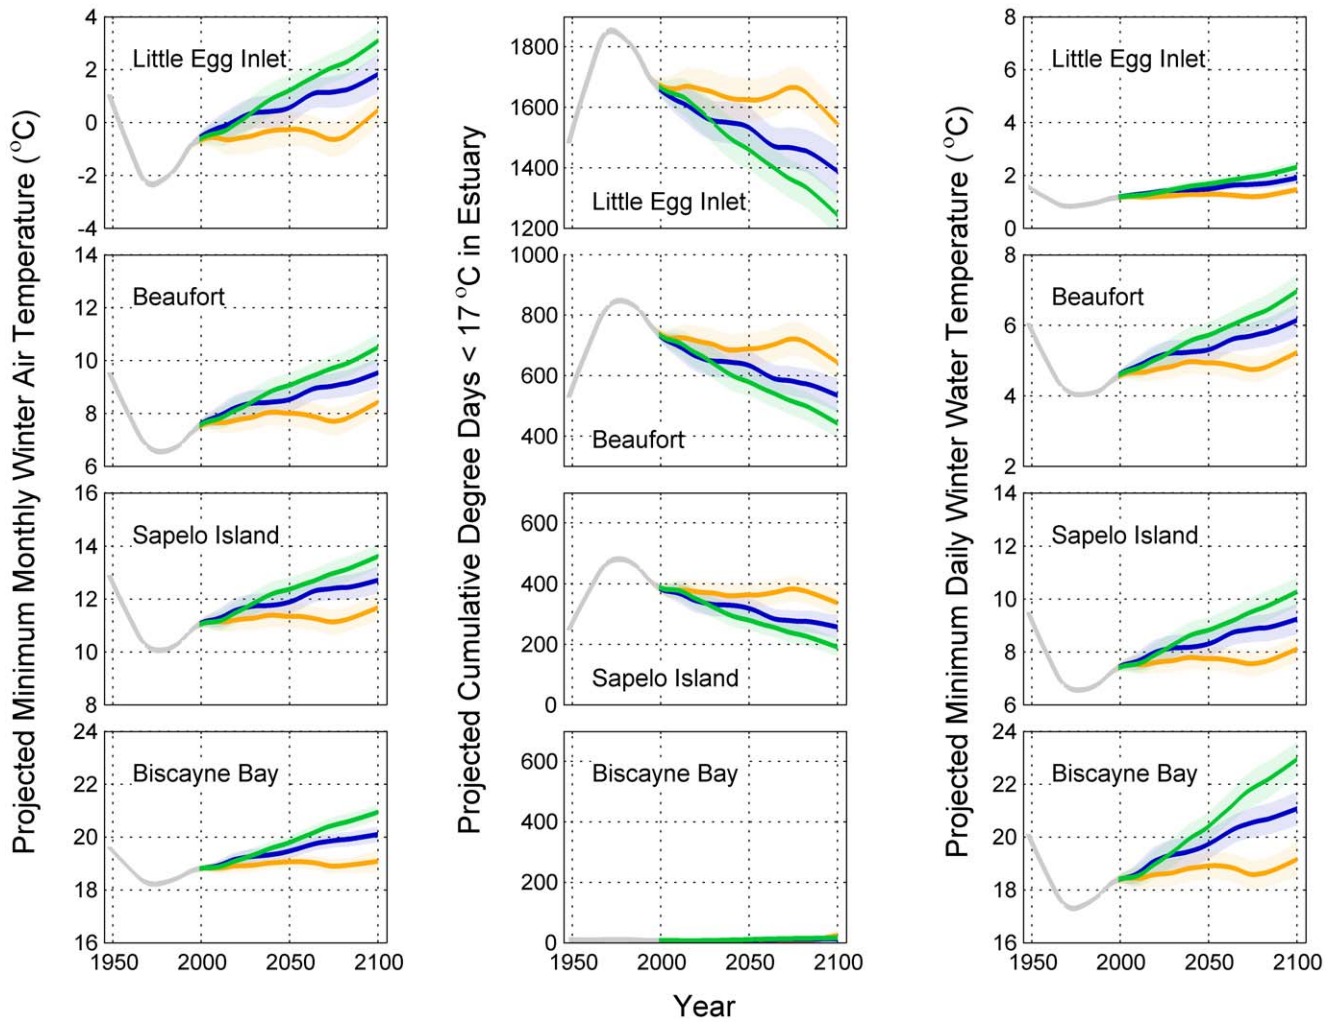 Projected Minimum Monthly Winter Air Temperature (°C)
4
2
0
-2
-4
Little Egg Inlet
14
12
10
8
6
Beaufort
16
14
12
10
8
Sapelo Island
24
22
20
18
16
Biscayne Bay
1950 2000 2050 2100
Projected Cumulative Degree Days < 17 °C in Estuary
1800
1600
1400
1200
Little Egg Inlet
1000
800
600
400
Beaufort
600
400
200
0
Sapelo Island
600
400
200
0
Biscayne Bay
1950 2000 2050 2100
Projected Minimum Daily Winter Water Temperature (°C)
8
6
4
2
0
Little Egg Inlet
8
6
4
2
Beaufort
14
12
10
8
6
Sapelo Island
24
22
20
18
16
Biscayne Bay
1950 2000 2050 2100
Year